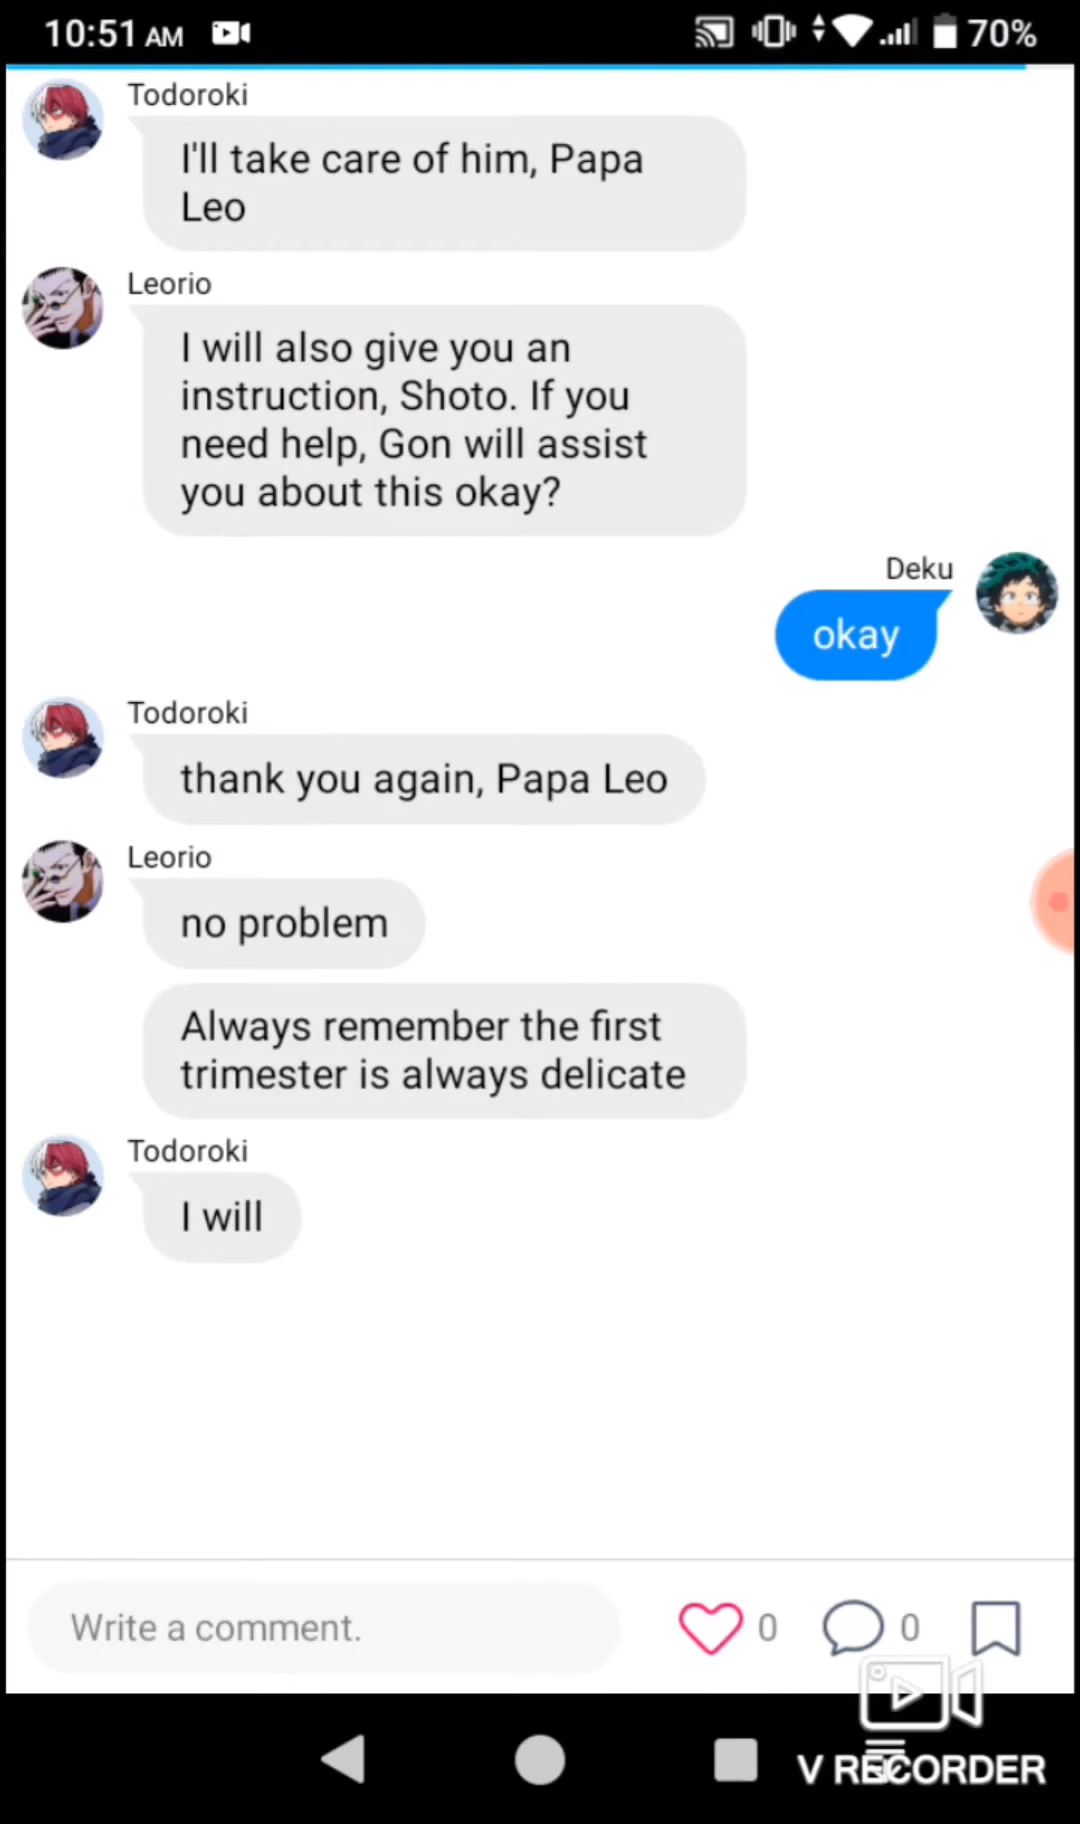 10:51 AM
70%
Todoroki
I'll take care of him, Papa
Leo
Leorio
I will also give you an
instruction, Shoto. If you
need help, Gon will assist
you about this okay?
Deku
okay
Todoroki
thank you again, Papa Leo
Leorio
no problem
Always remember the first
trimester is always delicate
Todoroki
I will
Write a comment.
0
0
V RECORDER